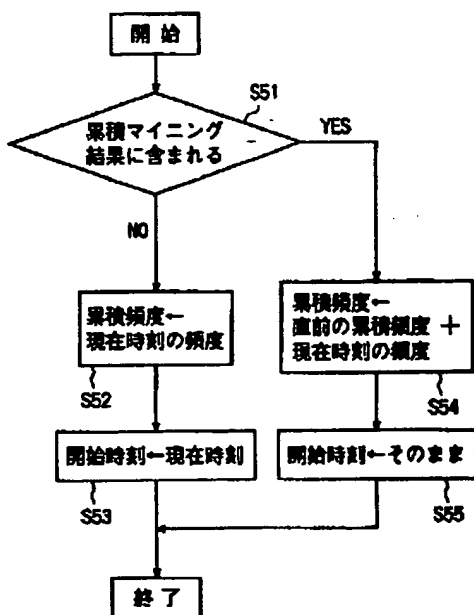 開始
S51
累積マイニング
結果に含まれる
YES
NO
累積頻度←
現在時刻の頻度
S52
累積頻度←
直前の累積頻度 +
現在時刻の頻度
S54
開始時刻←現在時刻
S53
開始時刻←そのまま
S55
終了